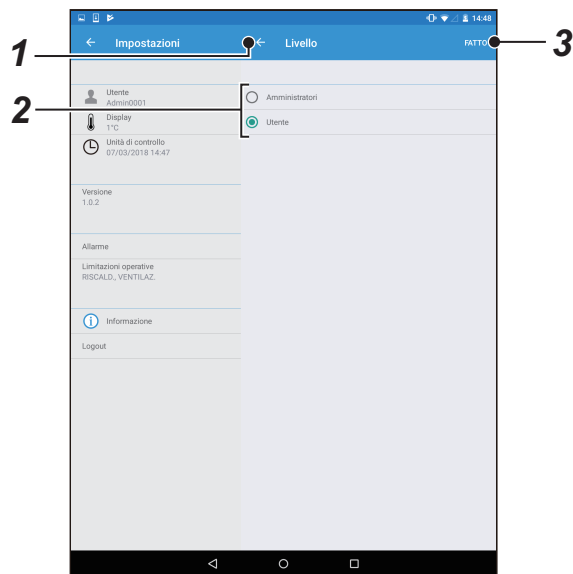 14:48
Impostazioni
Livello
FATTO
1
3
2
Utente
Admin0001
Display
1°C
Unità di controllo
07/03/2018 14:47
Versione
1.0.2
Allarme
Limitazioni operative
RISCALD., VENTILAZ.
Informazione
Logout
Amministratori
Utente